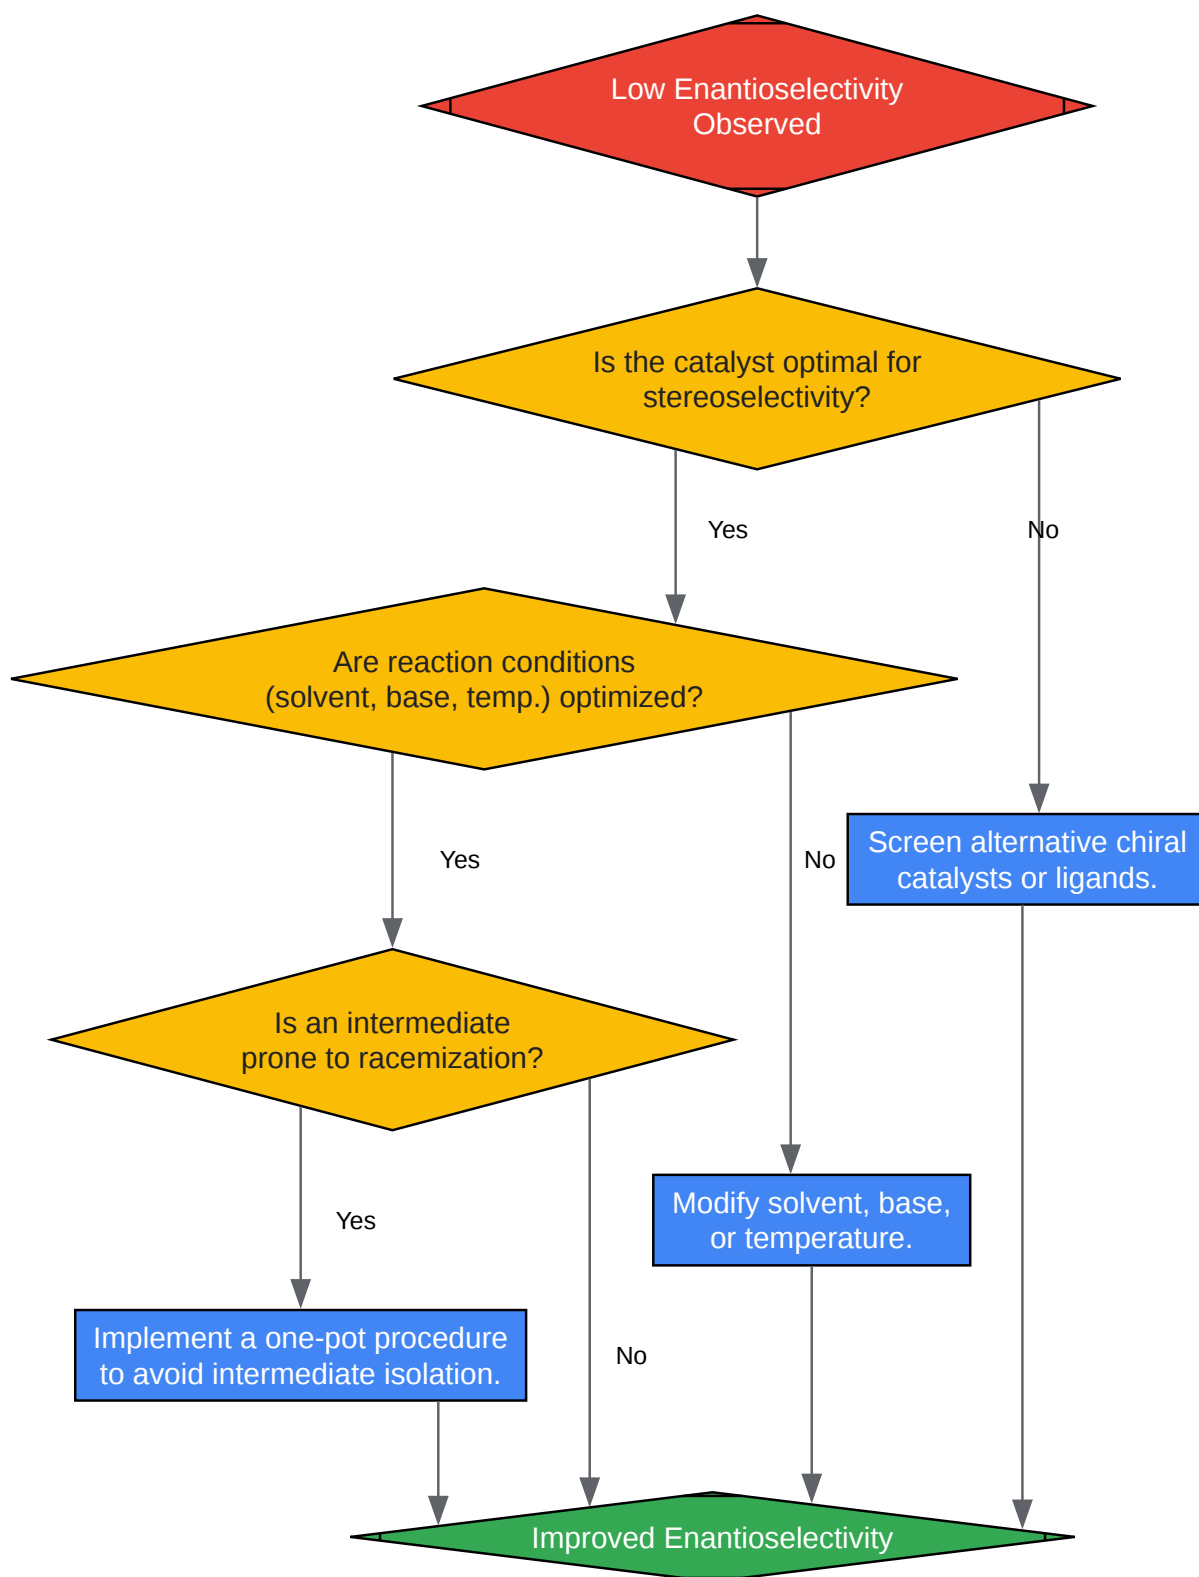 Low Enantioselectivity
Observed
Is the catalyst optimal for
stereoselectivity?
Yes
No
Are reaction conditions
(solvent, base, temp.) optimized?
Yes
No
Screen alternative chiral
catalysts or ligands.
Is an intermediate
prone to racemization?
Yes
Modify solvent, base,
or temperature.
Implement a one-pot procedure
to avoid intermediate isolation.
No
Improved Enantioselectivity